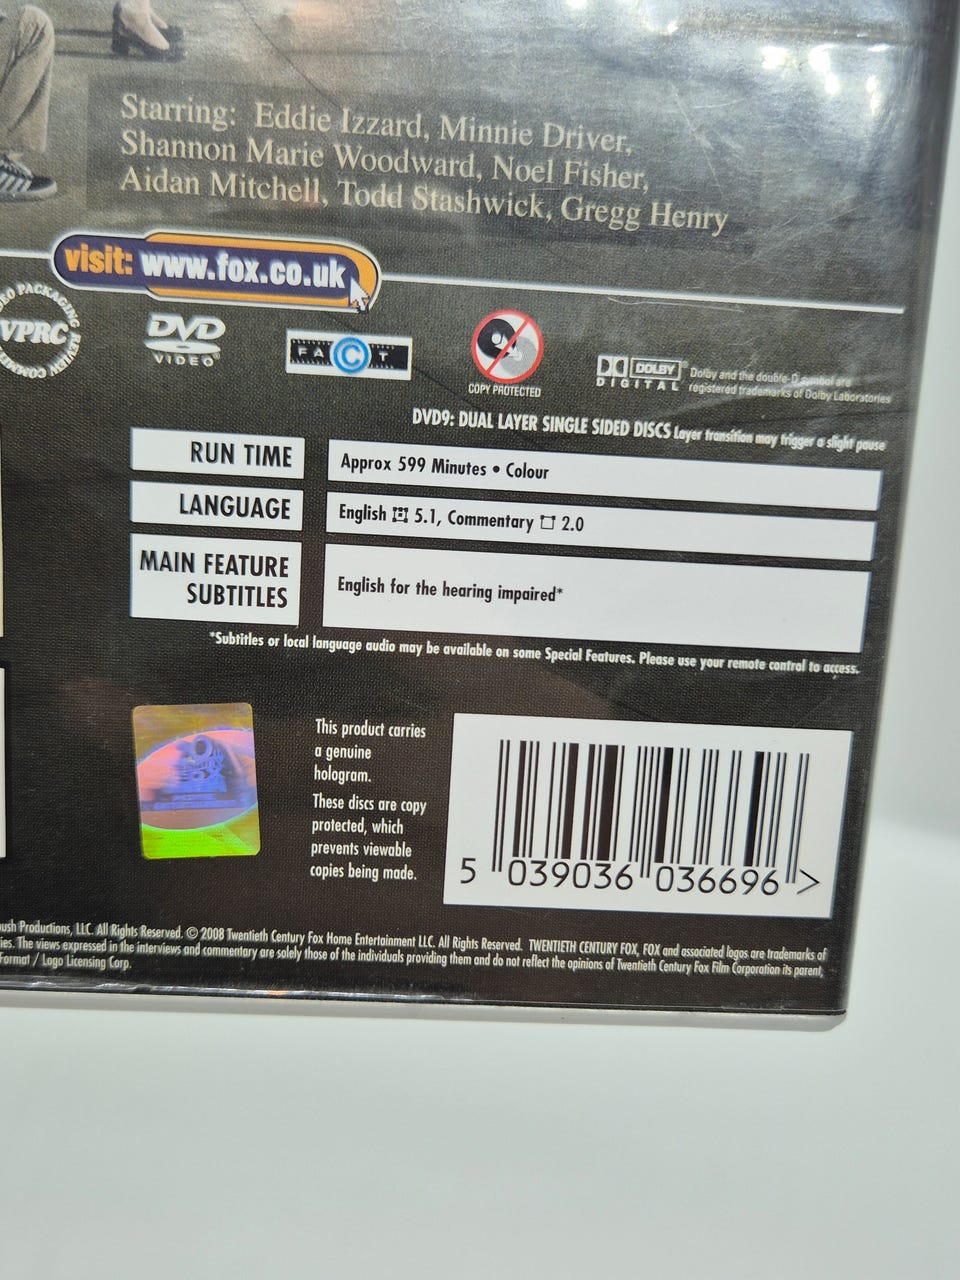 Starring: Eddie Izzard, Minnie Driver,
Shannon Marie Woodward, Noel Fisher,
Aidan Mitchell, Todd Stashwick, Gregg Henry
visit: www.fox.co.uk
PACKAGING
VPRC
DVD
VIDEO
FACT
COPY PROTECTED
DOLBY
DIGITAL
Dolby and the double-D symbol are
registered trademarks of Dolby Laboratories
DVD9: DUAL LAYER SINGLE SIDED DISCS Layer transition may trigger a slight pause
RUN TIME
Approx 599 Minutes • Colour
LANGUAGE
English 5.1, Commentary 2.0
MAIN FEATURE
SUBTITLES
English for the hearing impaired*
*Subtitles or local language audio may be available on some Special Features. Please use your remote control to access.
This product carries
a genuine
hologram.
These discs are copy
protected, which
prevents viewable
copies being made.
5 039036 036696 >
Productions, LLC. All Rights Reserved. © 2008 Twentieth Century Fox Home Entertainment LLC. All Rights Reserved. TWENTIETH CENTURY FOX, FOX and associated logos are trademarks of
The views expressed in the interviews and commentary are solely those of the individuals providing them and do not reflect the opinions of Twentieth Century Fox Film Corporation its parent,
Format / Logo Licensing Corp.